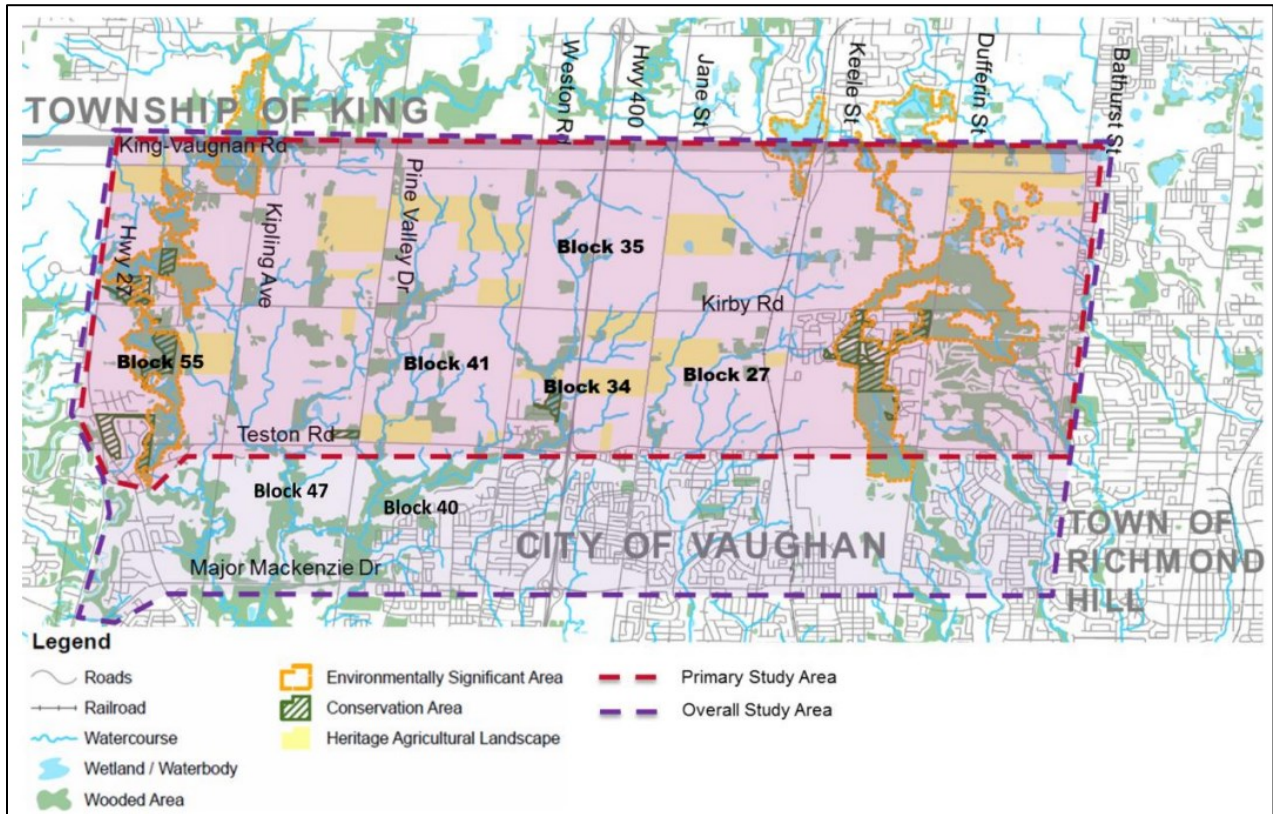 TOWNSHIP OF KING
King-Vaughan Rd
Weston Rd
Hwy 400
Jane St
Keele St
Dufferin St
Bathurst St
Hwy 27
Kipling Ave
Pine Valley Dr
Block 35
Kirby Rd
Block 55
Block 41
Block 34
Block 27
Teston Rd
Block 47
Block 40
CITY OF VAUGHAN
TOWN OF
RICHMOND
HILL
Major Mackenzie Dr
Legend
Roads
Railroad
Watercourse
Wetland / Waterbody
Wooded Area
Environmentally Significant Area
Conservation Area
Heritage Agricultural Landscape
Primary Study Area
Overall Study Area